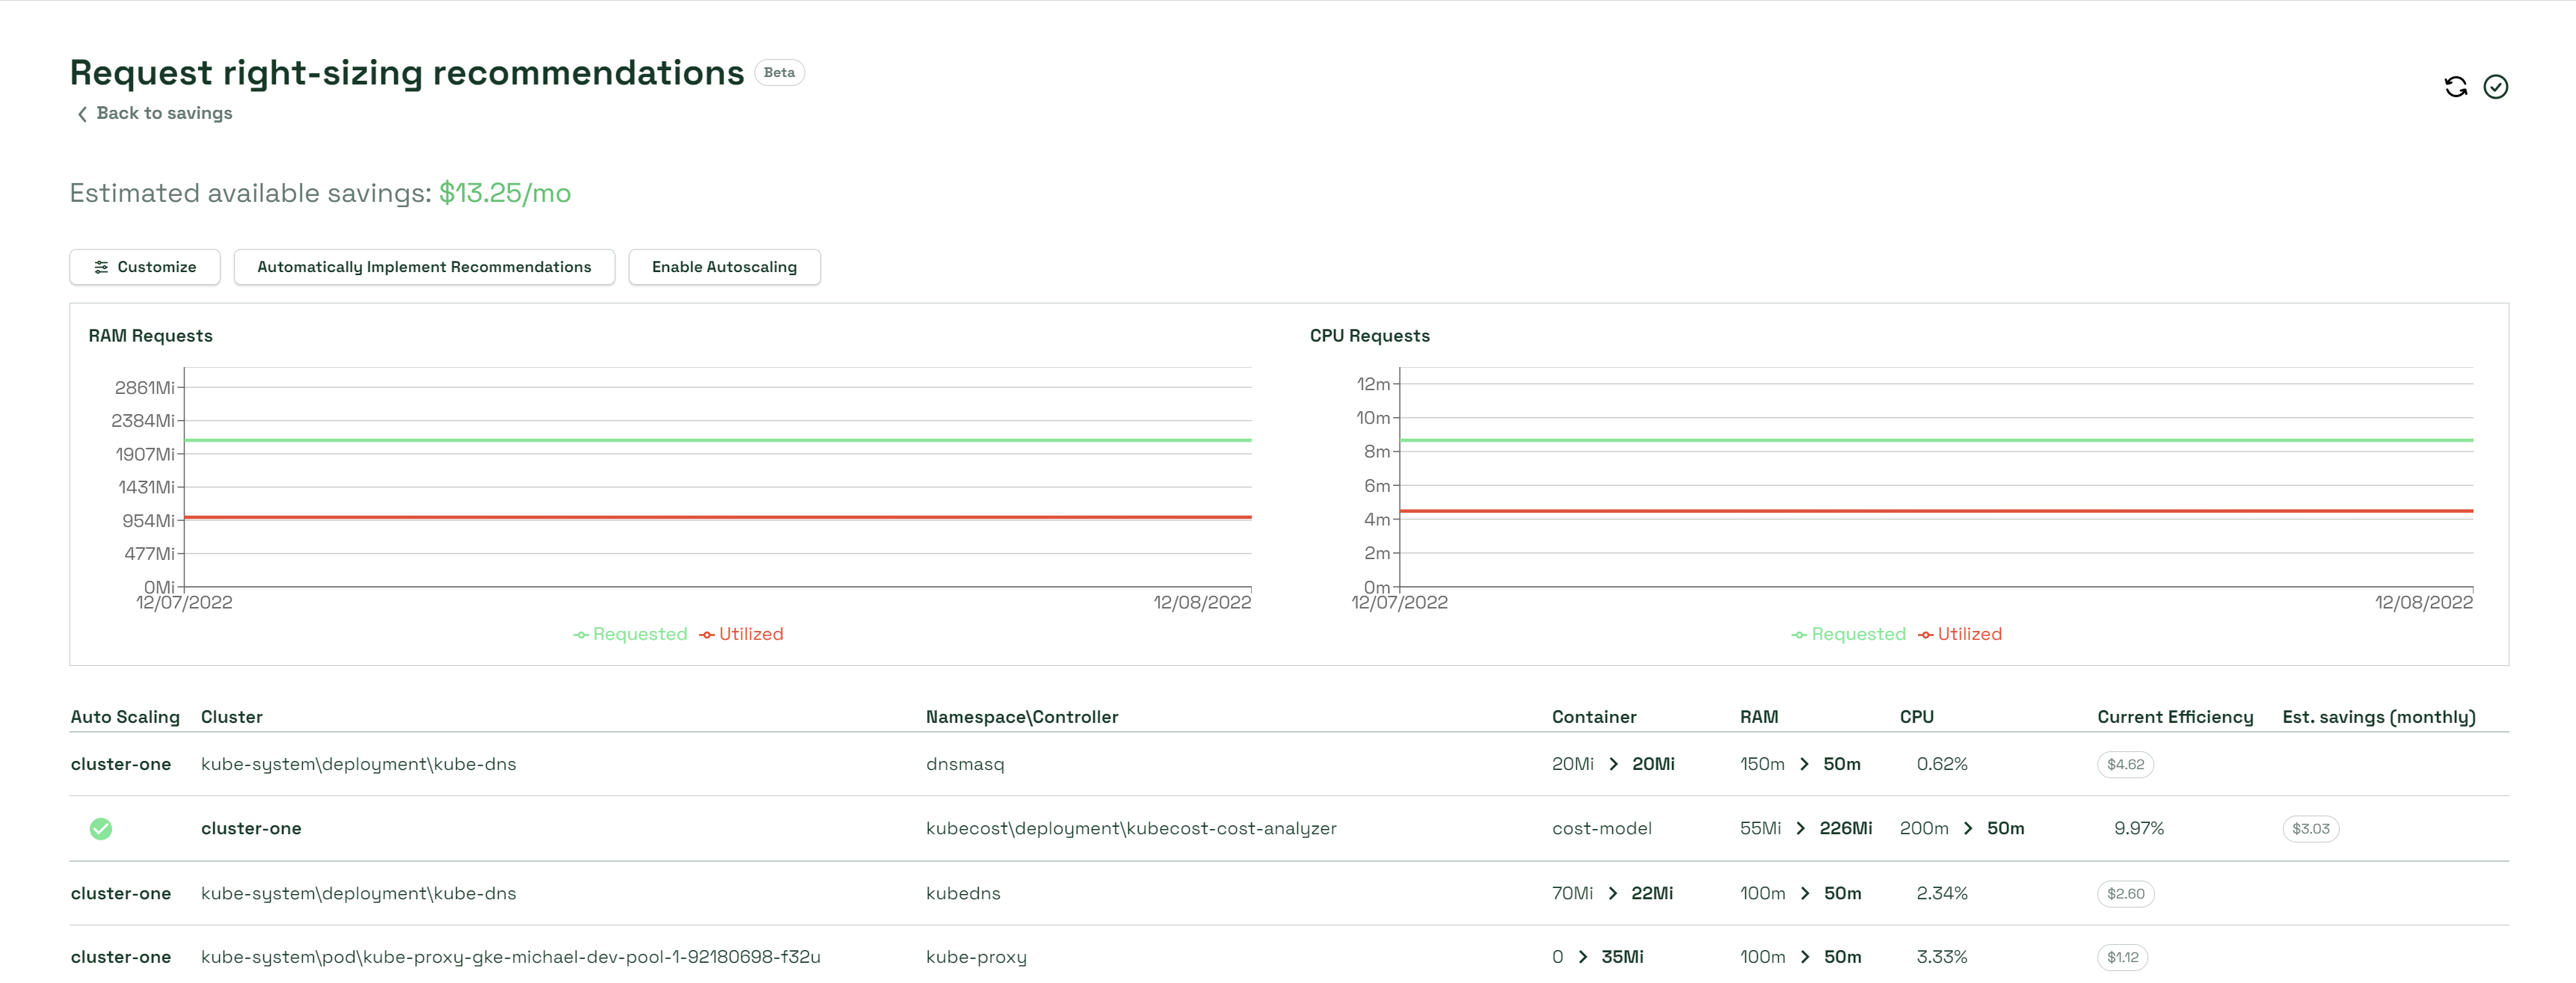 Request right-sizing recommendations Beta
Back to savings
Estimated available savings: $13.25/mo
Customize Automatically Implement Recommendations Enable Autoscaling
RAM Requests
2861Mi
2384Mi
1907Mi
1431Mi
954Mi
477Mi
0Mi
12/07/2022 12/08/2022
Requested Utilized
CPU Requests
12m
10m
8m
6m
4m
2m
0m
12/07/2022 12/08/2022
Requested Utilized
Auto Scaling Cluster Namespace\Controller Container RAM CPU Current Efficiency Est. savings (monthly)
cluster-one kube-system\deployment\kube-dns dnsmasq 20Mi 20Mi 150m 50m 0.62% $4.62
cluster-one kubecost\deployment\kubecost-cost-analyzer cost-model 55Mi 226Mi 200m 50m 9.97% $3.03
cluster-one kube-system\deployment\kube-dns kubedns 70Mi 22Mi 100m 50m 2.34% $2.60
cluster-one kube-system\pod\kube-proxy-gke-michael-dev-pool-1-92180698-f32u kube-proxy 0 35Mi 100m 50m 3.33% $1.12